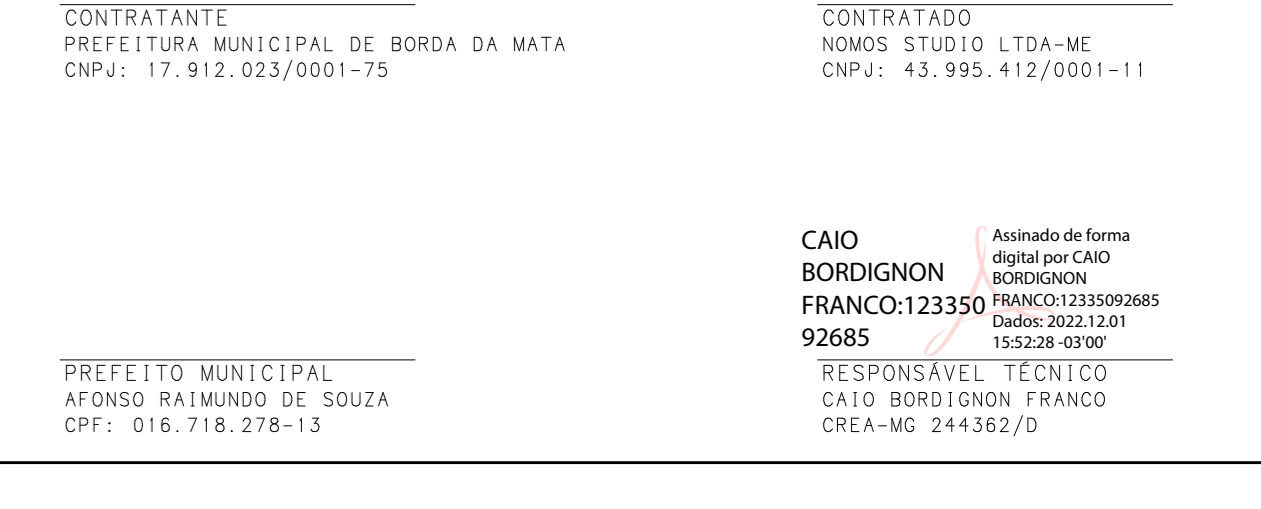 CONTRATANTE
PREFEITURA MUNICIPAL DE BORDA DA MATA
CNPJ: 17.912.023/0001-75
CONTRATADO
NOMOS STUDIO LTDA-ME
CNPJ: 43.995.412/0001-11
PREFEITO MUNICIPAL
AFONSO RAIMUNDO DE SOUZA
CPF: 016.718.278-13
CAIO
BORDIGNON
FRANCO:123350
92685
Assinado de forma
digital por CAIO
BORDIGNON
FRANCO:12335092685
Dados: 2022.12.01
15:52:28 -03'00'
RESPONSÁVEL TÉCNICO
CAIO BORDIGNON FRANCO
CREA-MG 244362/D